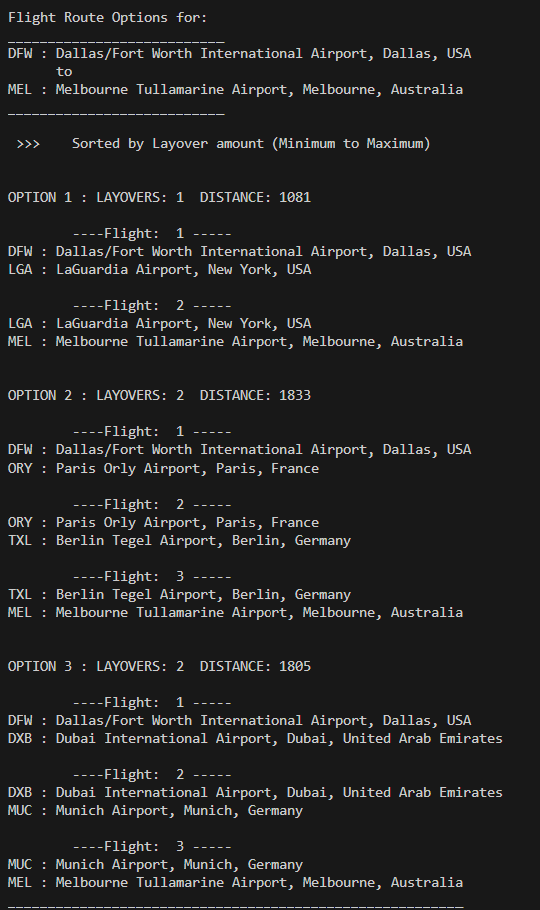 Flight Route Options for:
___________________________
DFW : Dallas/Fort Worth International Airport, Dallas, USA
to
MEL : Melbourne Tullamarine Airport, Melbourne, Australia
___________________________
>>>    Sorted by Layover amount (Minimum to Maximum)
OPTION 1 : LAYOVERS: 1  DISTANCE: 1081
----Flight:  1 -----
DFW : Dallas/Fort Worth International Airport, Dallas, USA
LGA : LaGuardia Airport, New York, USA
----Flight:  2 -----
LGA : LaGuardia Airport, New York, USA
MEL : Melbourne Tullamarine Airport, Melbourne, Australia
OPTION 2 : LAYOVERS: 2  DISTANCE: 1833
----Flight:  1 -----
DFW : Dallas/Fort Worth International Airport, Dallas, USA
ORY : Paris Orly Airport, Paris, France
----Flight:  2 -----
ORY : Paris Orly Airport, Paris, France
TXL : Berlin Tegel Airport, Berlin, Germany
----Flight:  3 -----
TXL : Berlin Tegel Airport, Berlin, Germany
MEL : Melbourne Tullamarine Airport, Melbourne, Australia
OPTION 3 : LAYOVERS: 2  DISTANCE: 1805
----Flight:  1 -----
DFW : Dallas/Fort Worth International Airport, Dallas, USA
DXB : Dubai International Airport, Dubai, United Arab Emirates
----Flight:  2 -----
DXB : Dubai International Airport, Dubai, United Arab Emirates
MUC : Munich Airport, Munich, Germany
----Flight:  3 -----
MUC : Munich Airport, Munich, Germany
MEL : Melbourne Tullamarine Airport, Melbourne, Australia
_________________________________________________________